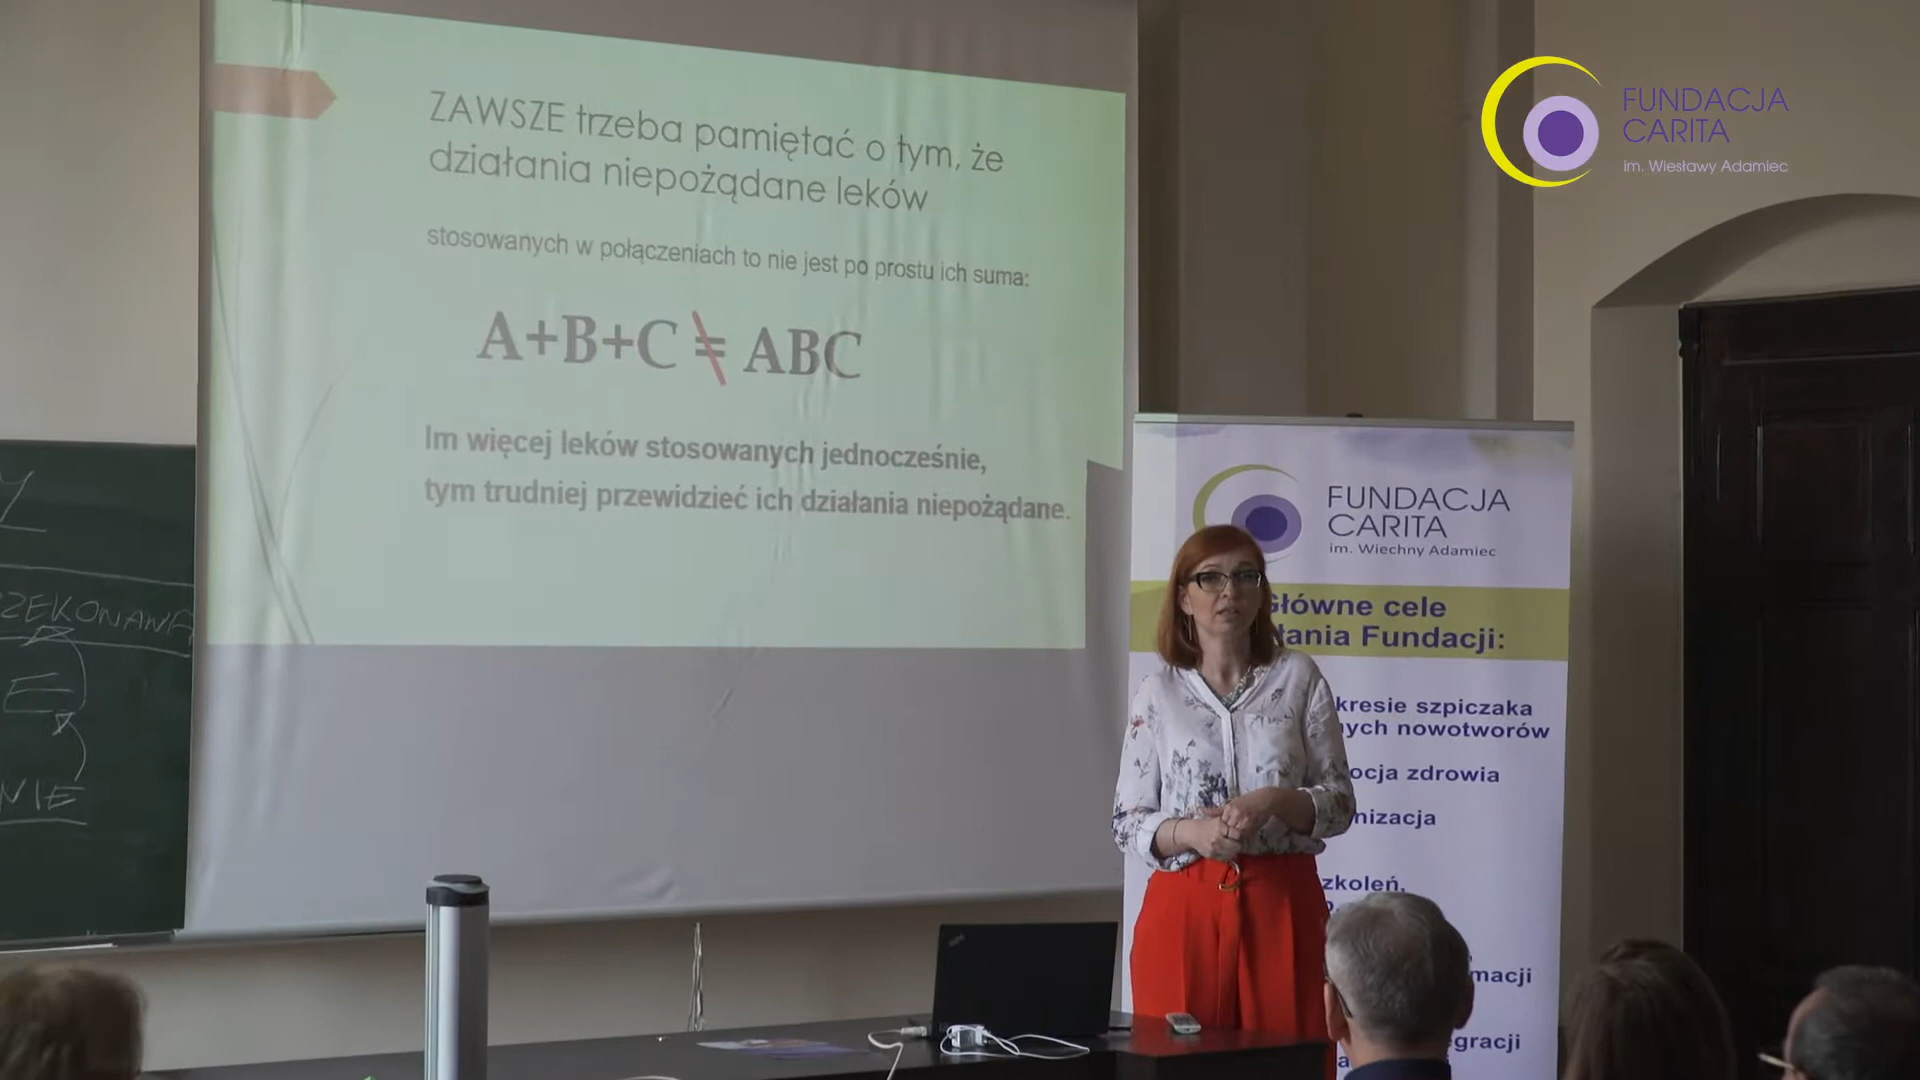 ZAWSZE trzeba pamiętać o tym, że
działania niepożądane leków
stosowanych w połączeniach to nie jest po prostu ich suma:
A+B+C ≠ ABC
Im więcej leków stosowanych jednocześnie,
tym trudniej przewidzieć ich działania niepożądane.
FUNDACJA
CARITA
im. Wiesławy Adamiec
FUNDACJA
CARITA
im. Wiechny Adamiec
Główne cele
łania Fundacji:
kresie szpiczaka
ych nowotworów
ocja zdrowia
nizacja
zkoleń,
macji
gracji
Y
ZEKONANA
E
NIE